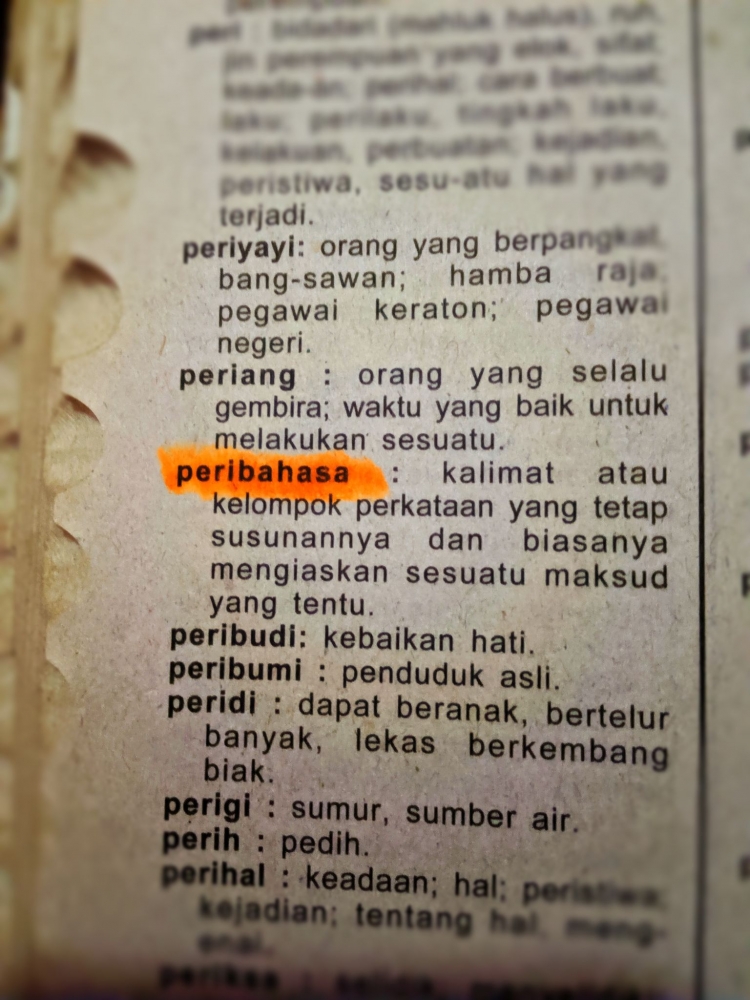 peri : bidadari (mahluk halus), ruh,
jin perempuan yang elok, sifat
keada-an; perihal; cara berbuat,
laku; perilaku, tingkah laku,
kelakuan, perbuatan; kejadian,
peristiwa, sesu-atu hal yang
terjadi.
periyayi: orang yang berpangkat,
bang-sawan; hamba raja;
pegawai keraton; pegawai
negeri.
periang : orang yang selalu
gembira; waktu yang baik untuk
melakukan sesuatu.
peribahasa : kalimat atau
kelompok perkataan yang tetap
susunannya dan biasanya
mengiaskan sesuatu maksud
yang tentu.
peribudi: kebaikan hati.
peribumi : penduduk asli.
peridi : dapat beranak, bertelur
banyak, lekas berkembang
biak.
perigi : sumur, sumber air.
perih : pedih.
perihal : keadaan; hal; peristiwa;
kejadian; tentang hal, meng-
enai.
periksa : selidik,